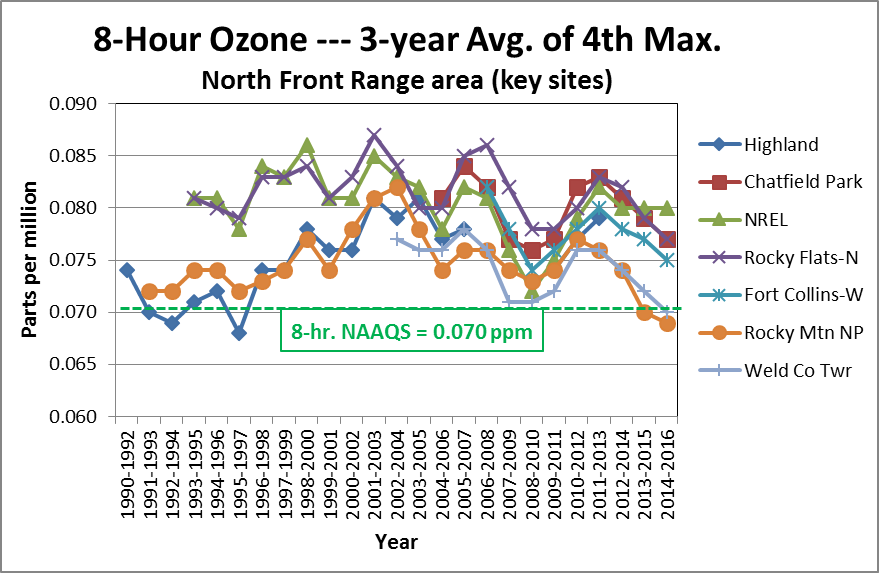 8-Hour Ozone --- 3-year Avg. of 4th Max.
North Front Range area (key sites)
Parts per million
0.090
0.085
0.080
0.075
0.070
0.065
0.060
8-hr. NAAQS = 0.070 ppm
1990-1992
1991-1993
1992-1994
1993-1995
1994-1996
1995-1997
1996-1998
1997-1999
1998-2000
1999-2001
2000-2002
2001-2003
2002-2004
2003-2005
2004-2006
2005-2007
2006-2008
2007-2009
2008-2010
2009-2011
2010-2012
2011-2013
2012-2014
2013-2015
2014-2016
Year
Highland
Chatfield Park
NREL
Rocky Flats-N
Fort Collins-W
Rocky Mtn NP
Weld Co Twr